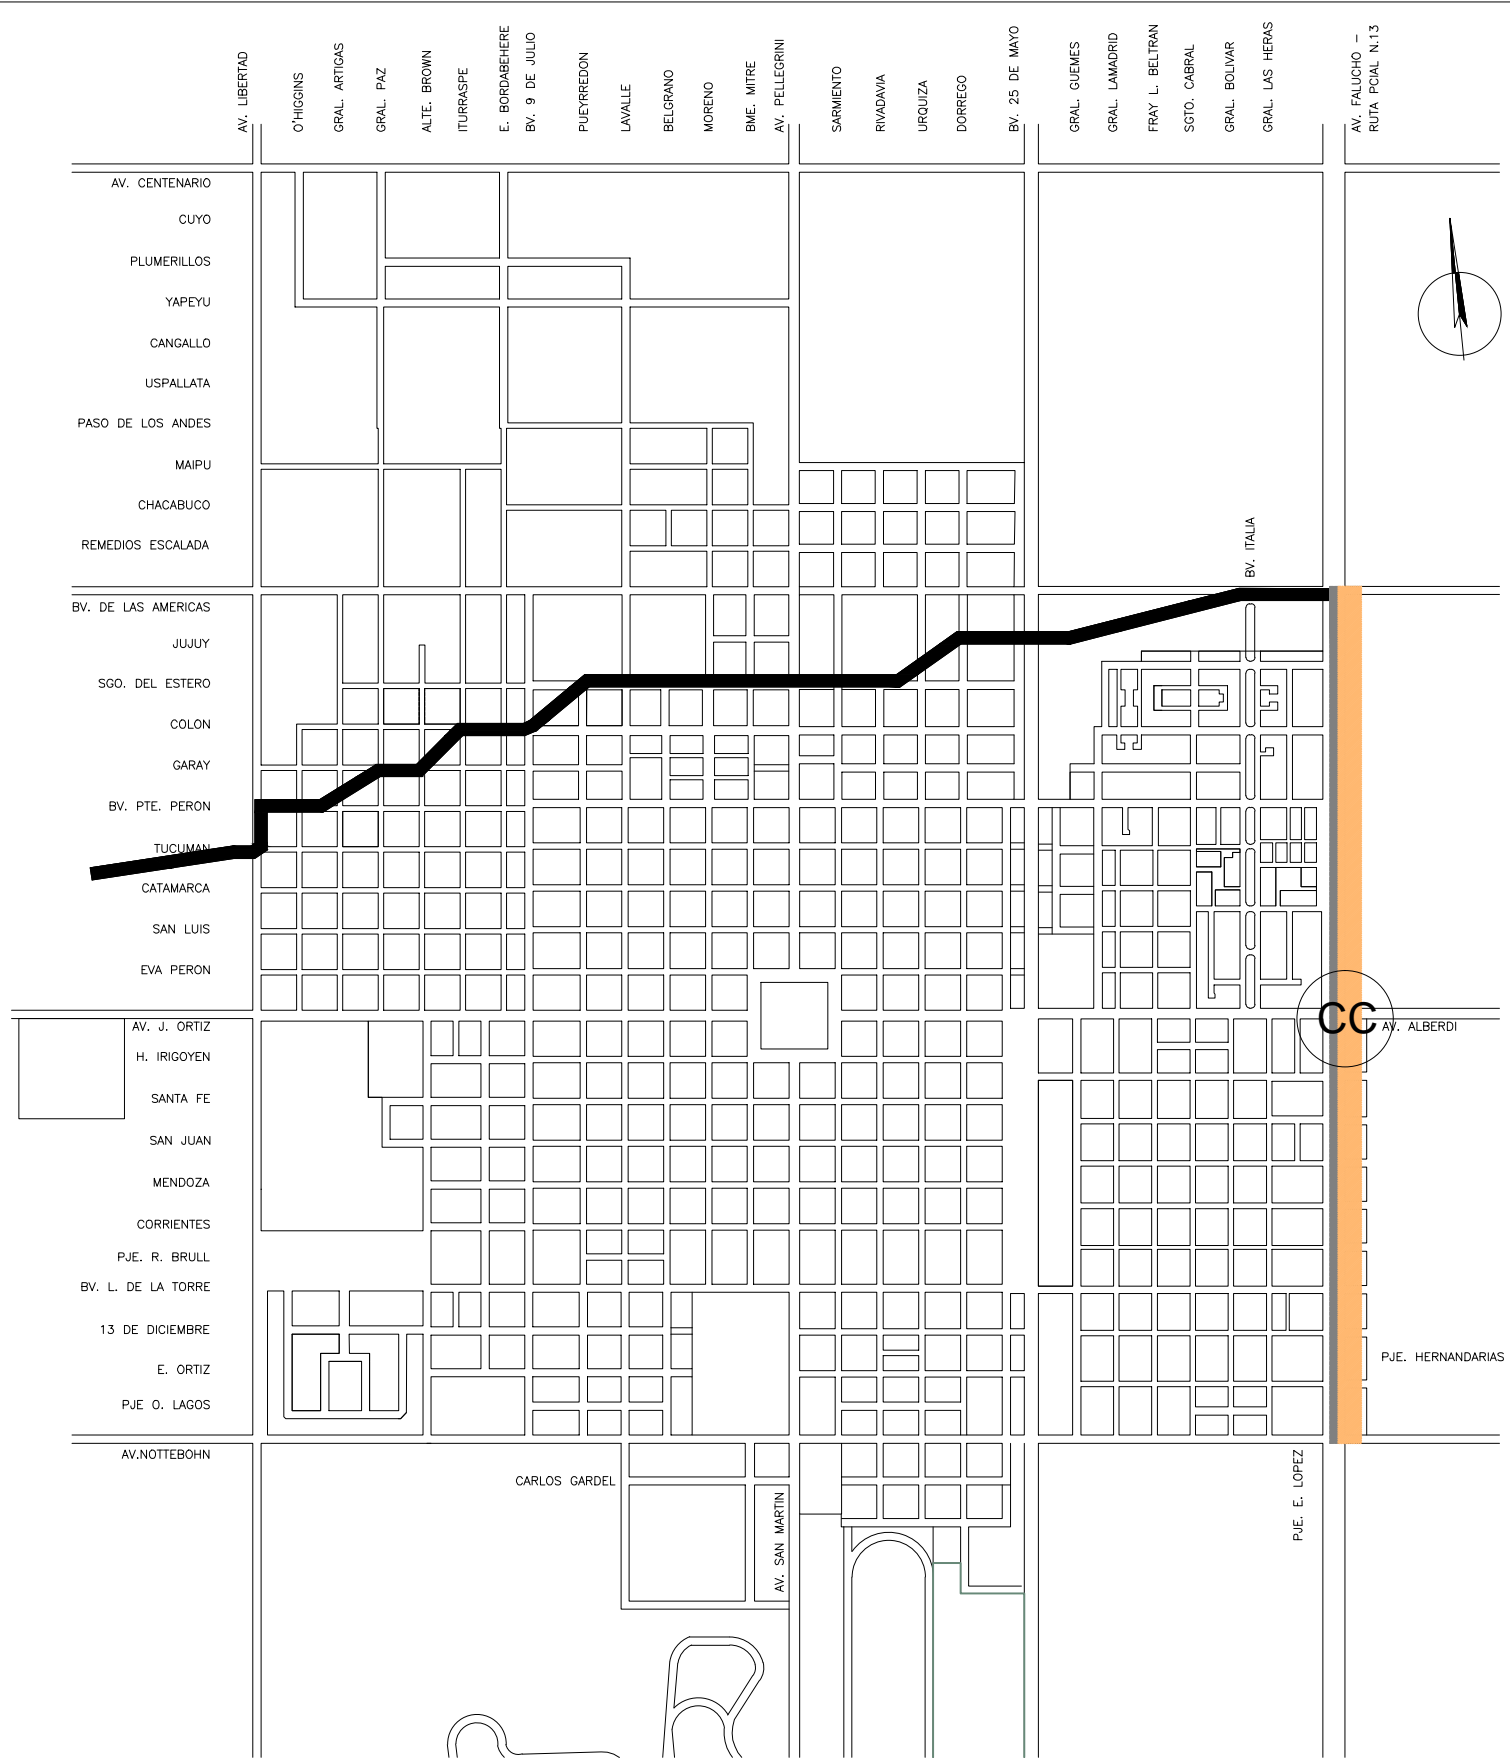 AV. LIBERTAD
O'HIGGINS
GRAL. ARTIGAS
GRAL. PAZ
ALTE. BROWN
ITURRASPE
E. BORDABEHERE
BV. 9 DE JULIO
PUEYRREDON
LAVALLE
BELGRANO
MORENO
BME. MITRE
AV. PELLEGRINI
SARMIENTO
RIVADAVIA
URQUIZA
DORREGO
BV. 25 DE MAYO
GRAL. GUEMES
GRAL. LAMADRID
FRAY L. BELTRAN
SGTO. CABRAL
GRAL. BOLIVAR
GRAL. LAS HERAS
AV. FALUCHO –
RUTA PCIAL N.13
AV. CENTENARIO
CUYO
PLUMERILLOS
YAPEYU
CANGALLO
USPALLATA
PASO DE LOS ANDES
MAIPU
CHACABUCO
REMEDIOS ESCALADA
BV. ITALIA
BV. DE LAS AMERICAS
JUJUY
SGO. DEL ESTERO
COLON
GARAY
BV. PTE. PERON
TUCUMAN
CATAMARCA
SAN LUIS
EVA PERON
CC
AV. J. ORTIZ
AV. ALBERDI
H. IRIGOYEN
SANTA FE
SAN JUAN
MENDOZA
CORRIENTES
PJE. R. BRULL
BV. L. DE LA TORRE
13 DE DICIEMBRE
PJE. HERNANDARIAS
E. ORTIZ
PJE O. LAGOS
AV.NOTTEBOHN
CARLOS GARDEL
AV. SAN MARTIN
PJE. E. LOPEZ